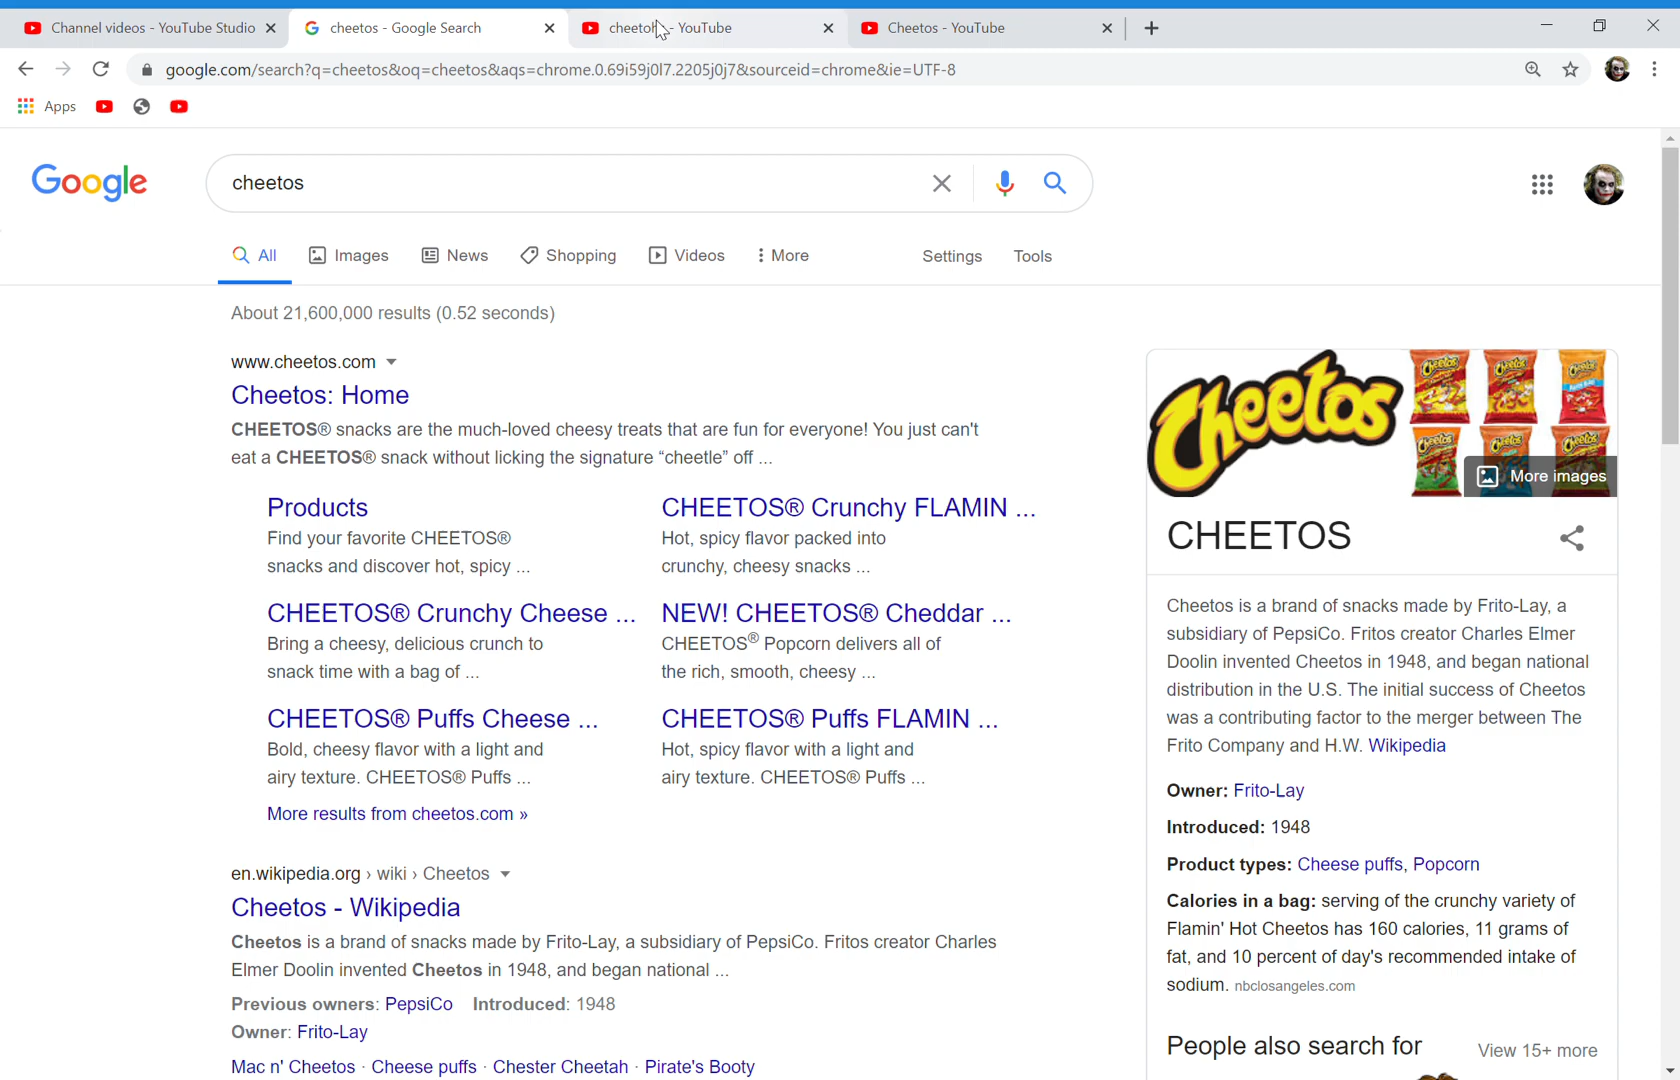 Channel videos - YouTube Studio
cheetos - Google Search
YouTube
Cheetos - YouTube
google.com/search?q=cheetos&oq=cheetos&aqs=chrome.0.69i59j0l7.2205j0j7&sourceid=chrome&ie=UTF-8
Apps
Google
cheetos
All
Images
News
Shopping
Videos
More
Settings
Tools
About 21,600,000 results (0.52 seconds)
www.cheetos.com
Cheetos: Home
CHEETOS® snacks are the much-loved cheesy treats that are fun for everyone! You just can't
eat a CHEETOS® snack without licking the signature “cheetle” off ...
Products
Find your favorite CHEETOS®
snacks and discover hot, spicy ...
CHEETOS® Crunchy FLAMIN ...
Hot, spicy flavor packed into
crunchy, cheesy snacks ...
CHEETOS® Crunchy Cheese ...
Bring a cheesy, delicious crunch to
snack time with a bag of ...
NEW! CHEETOS® Cheddar ...
CHEETOS® Popcorn delivers all of
the rich, smooth, cheesy ...
CHEETOS® Puffs Cheese ...
Bold, cheesy flavor with a light and
airy texture. CHEETOS® Puffs ...
CHEETOS® Puffs FLAMIN ...
Hot, spicy flavor with a light and
airy texture. CHEETOS® Puffs ...
More results from cheetos.com »
en.wikipedia.org › wiki › Cheetos
Cheetos - Wikipedia
Cheetos is a brand of snacks made by Frito-Lay, a subsidiary of PepsiCo. Fritos creator Charles
Elmer Doolin invented Cheetos in 1948, and began national ...
Previous owners: PepsiCo Introduced: 1948
Owner: Frito-Lay
Mac n' Cheetos · Cheese puffs · Chester Cheetah · Pirate's Booty
Cheetos
More images
CHEETOS
Cheetos is a brand of snacks made by Frito-Lay, a
subsidiary of PepsiCo. Fritos creator Charles Elmer
Doolin invented Cheetos in 1948, and began national
distribution in the U.S. The initial success of Cheetos
was a contributing factor to the merger between The
Frito Company and H.W. Wikipedia
Owner: Frito-Lay
Introduced: 1948
Product types: Cheese puffs, Popcorn
Calories in a bag: serving of the crunchy variety of
Flamin' Hot Cheetos has 160 calories, 11 grams of
fat, and 10 percent of day's recommended intake of
sodium. nbclosangeles.com
People also search for
View 15+ more